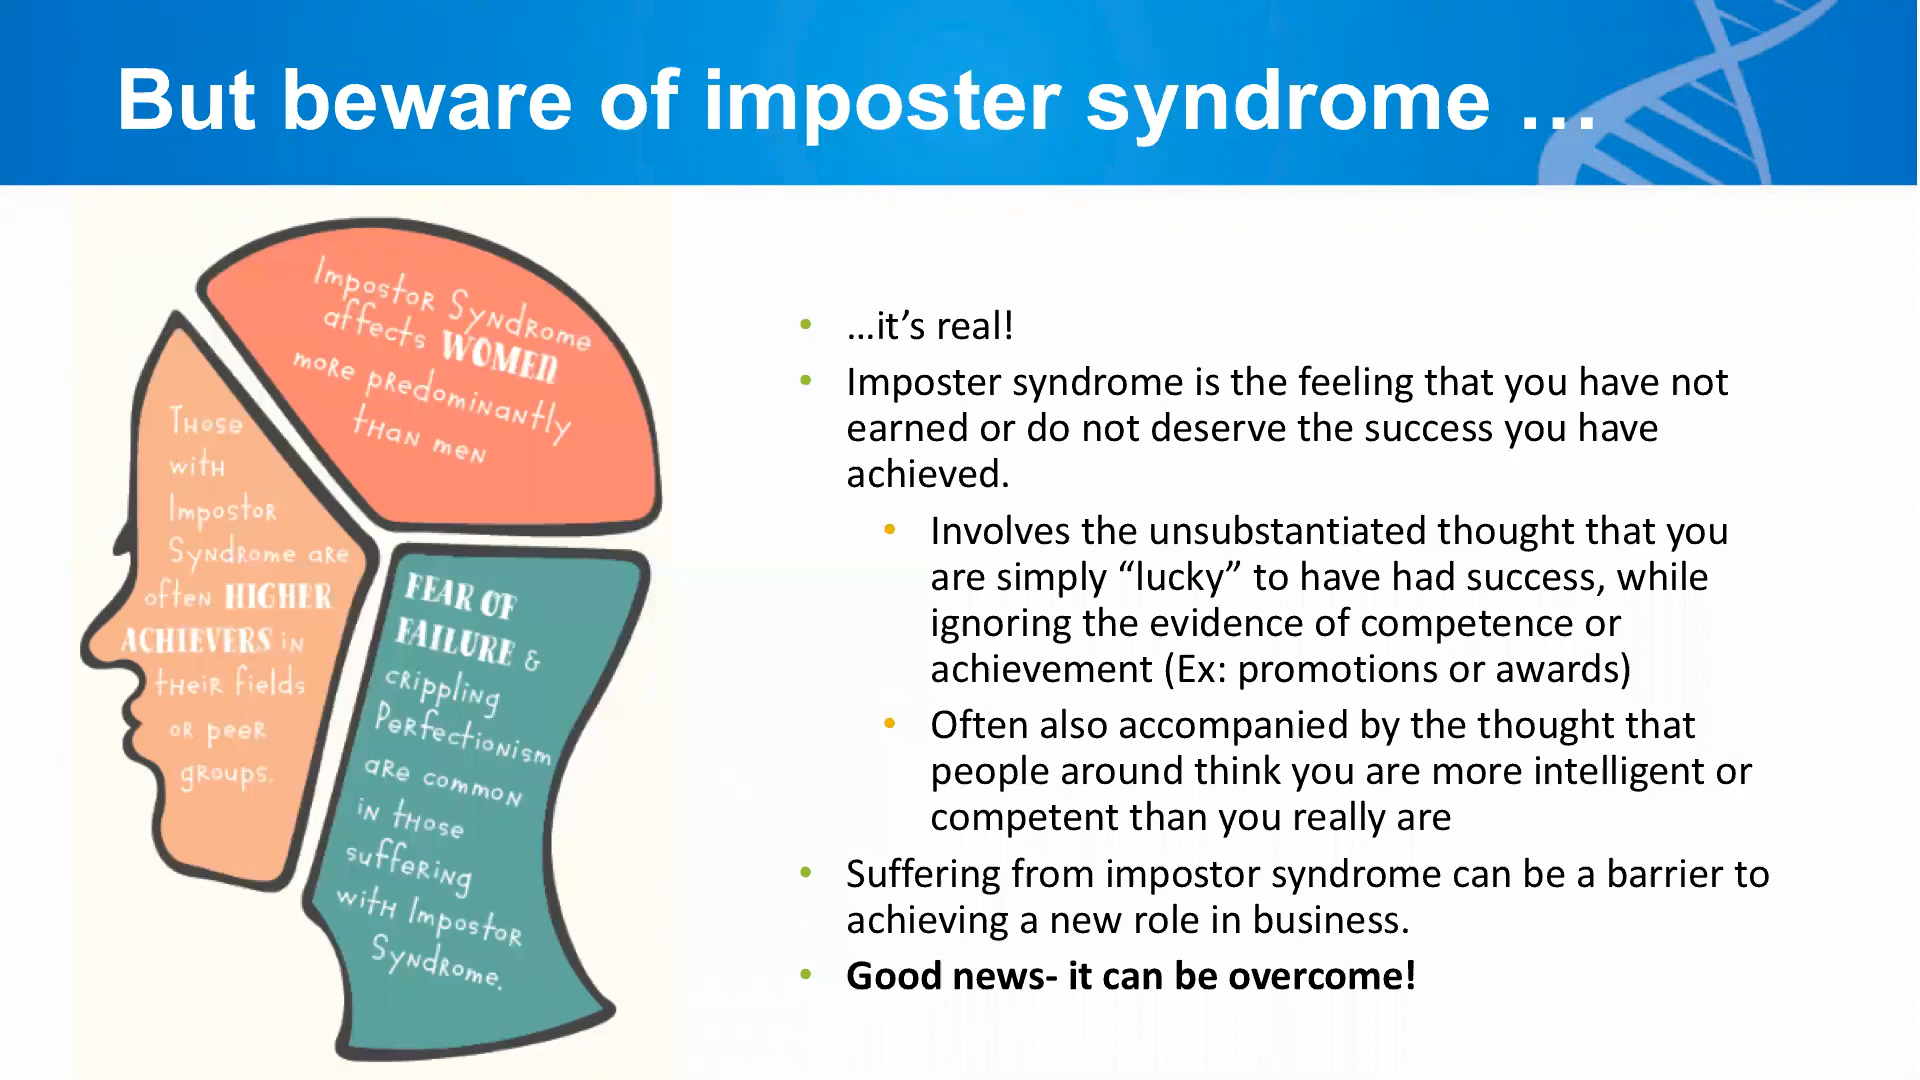 But beware of imposter syndrome …
Impostor Syndrome
affects WOMEN
more predominantly
than men
Those
with
Impostor
Syndrome are
often HIGHER
ACHIEVERS in
their fields
or peer
groups.
FEAR OF
FAILURE &
crippling
Perfectionism
are common
in those
suffering
with Impostor
Syndrome.
• …it’s real!
• Imposter syndrome is the feeling that you have not
earned or do not deserve the success you have
achieved.
• Involves the unsubstantiated thought that you
are simply “lucky” to have had success, while
ignoring the evidence of competence or
achievement (Ex: promotions or awards)
• Often also accompanied by the thought that
people around think you are more intelligent or
competent than you really are
• Suffering from impostor syndrome can be a barrier to
achieving a new role in business.
• Good news- it can be overcome!